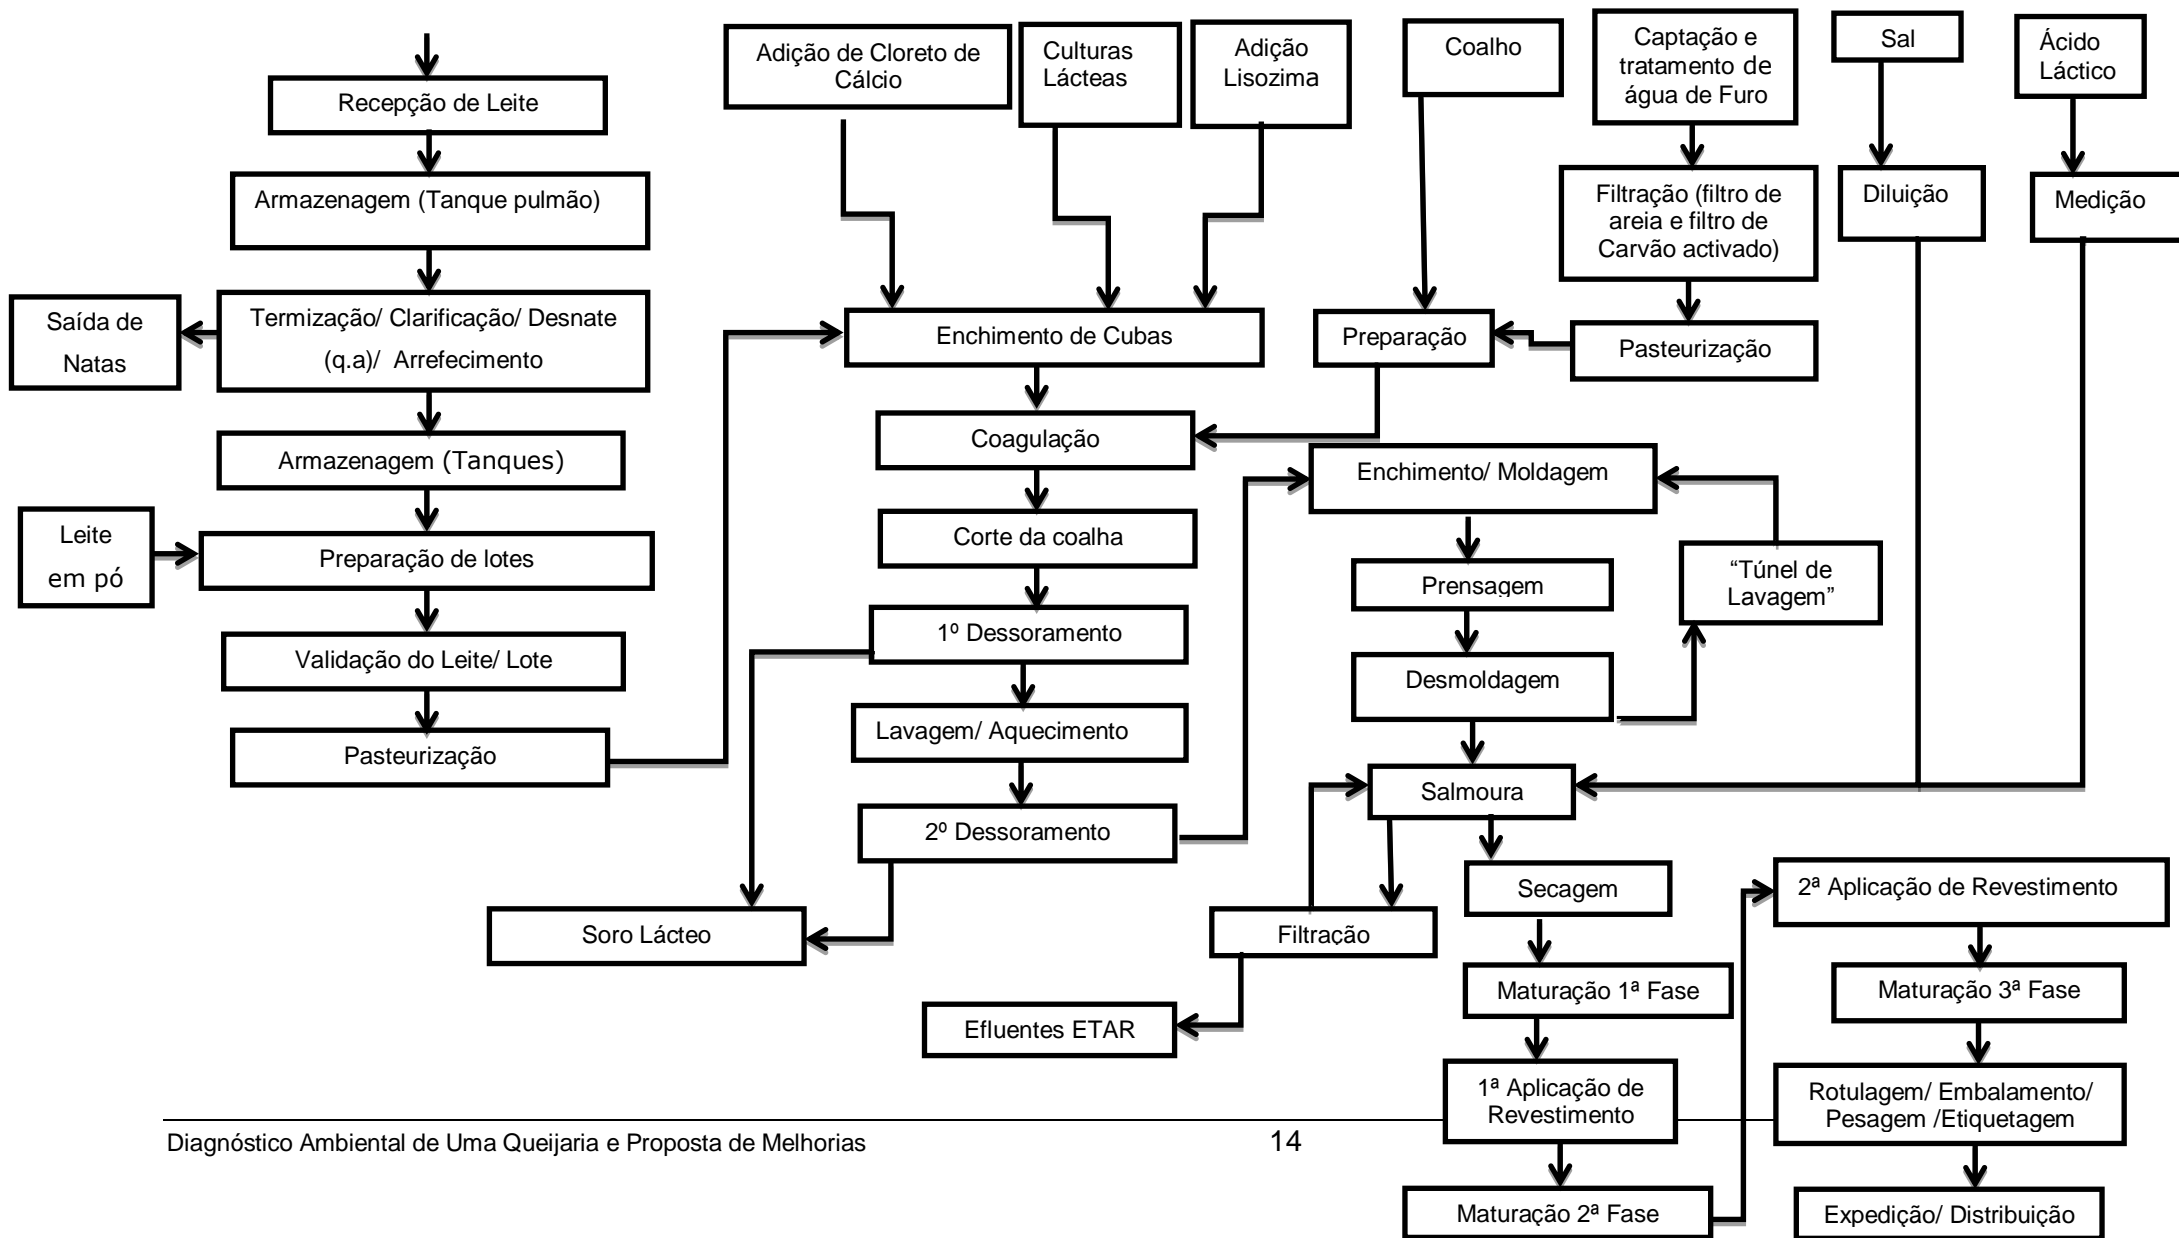 Recepção de Leite
Armazenagem (Tanque pulmão)
Termização/ Clarificação/ Desnate
(q.a)/ Arrefecimento
Saída de
Natas
Armazenagem (Tanques)
Leite
em pó
Preparação de lotes
Validação do Leite/ Lote
Pasteurização
Adição de Cloreto de
Cálcio
Culturas
Lácteas
Adição
Lisozima
Enchimento de Cubas
Coagulação
Corte da coalha
1º Dessoramento
Lavagem/ Aquecimento
2º Dessoramento
Soro Lácteo
Coalho
Preparação
Captação e
tratamento de
água de Furo
Filtração (filtro de
areia e filtro de
Carvão activado)
Pasteurização
Sal
Diluição
Ácido
Láctico
Medição
Enchimento/ Moldagem
Prensagem
Desmoldagem
“Túnel de
Lavagem”
Salmoura
Filtração
Efluentes ETAR
Secagem
Maturação 1ª Fase
1ª Aplicação de
Revestimento
Maturação 2ª Fase
2ª Aplicação de Revestimento
Maturação 3ª Fase
Rotulagem/ Embalamento/
Pesagem /Etiquetagem
Expedição/ Distribuição
Diagnóstico Ambiental de Uma Queijaria e Proposta de Melhorias
14